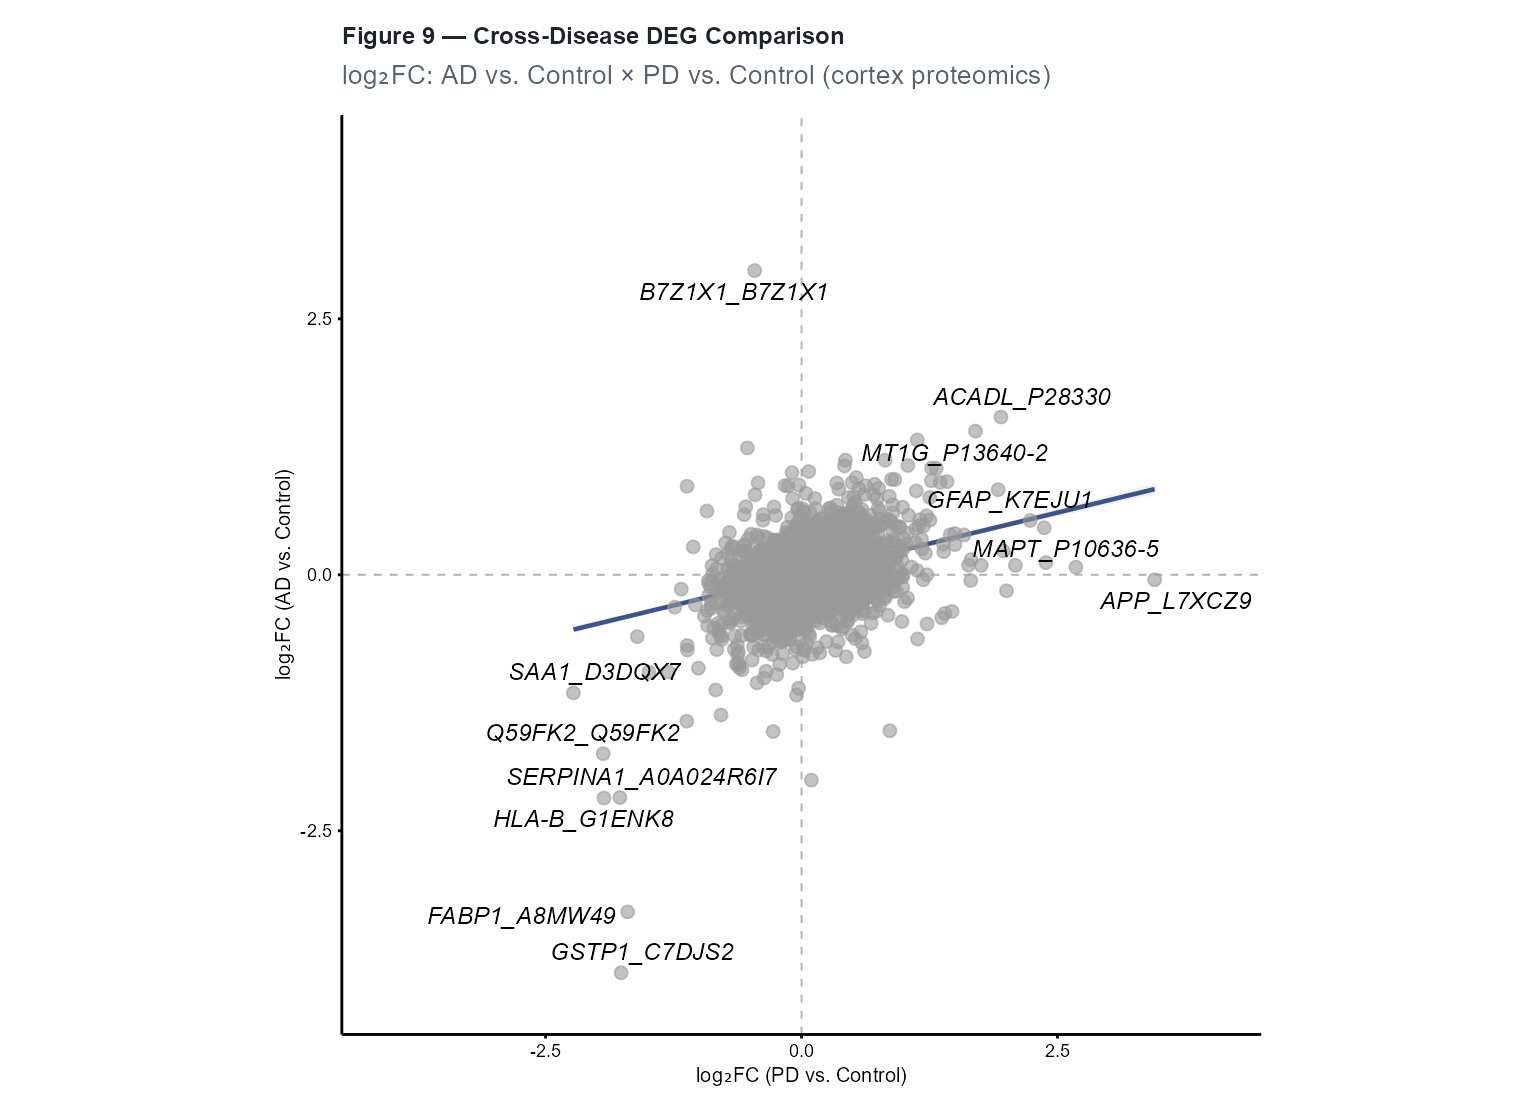 Figure 9 — Cross-Disease DEG Comparison
log₂FC: AD vs. Control × PD vs. Control (cortex proteomics)
B7Z1X1_B7Z1X1
2.5
ACADL_P28330
MT1G_P13640-2
GFAP_K7EJU1
MAPT_P10636-5
0.0
APP_L7XCZ9
log₂FC (AD vs. Control)
SAA1_D3DQX7
Q59FK2_Q59FK2
SERPINA1_A0A024R6I7
HLA-B_G1ENK8
-2.5
FABP1_A8MW49
GSTP1_C7DJS2
-2.5 0.0 2.5
log₂FC (PD vs. Control)